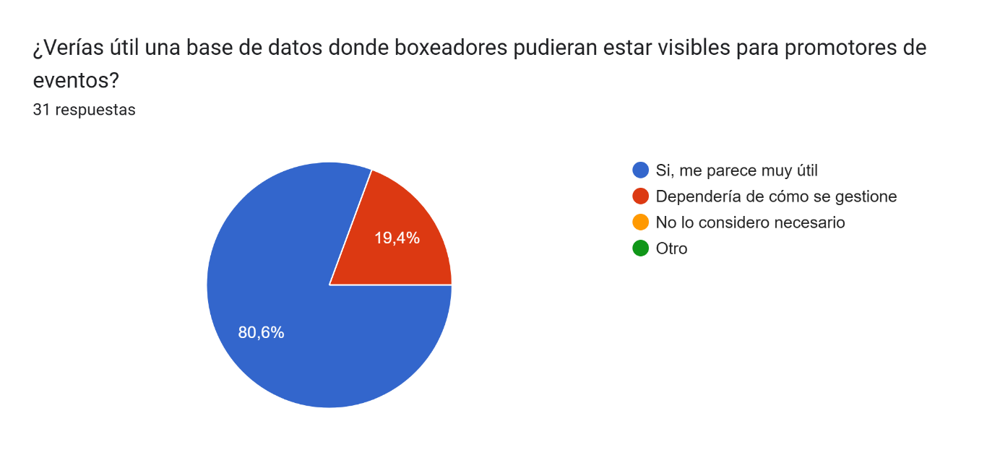 ¿Verías útil una base de datos donde boxeadores pudieran estar visibles para promotores de
eventos?
31 respuestas
Si, me parece muy útil
Dependería de cómo se gestione
No lo considero necesario
Otro
19,4%
80,6%